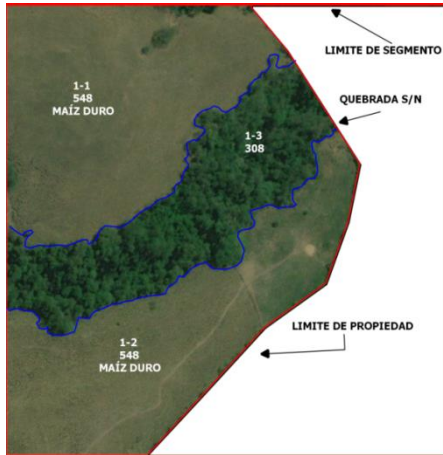 LIMITE DE SEGMENTO
1-1
548
MAÍZ DURO
QUEBRADA S/N
1-3
308
LIMITE DE PROPIEDAD
1-2
548
MAÍZ DURO